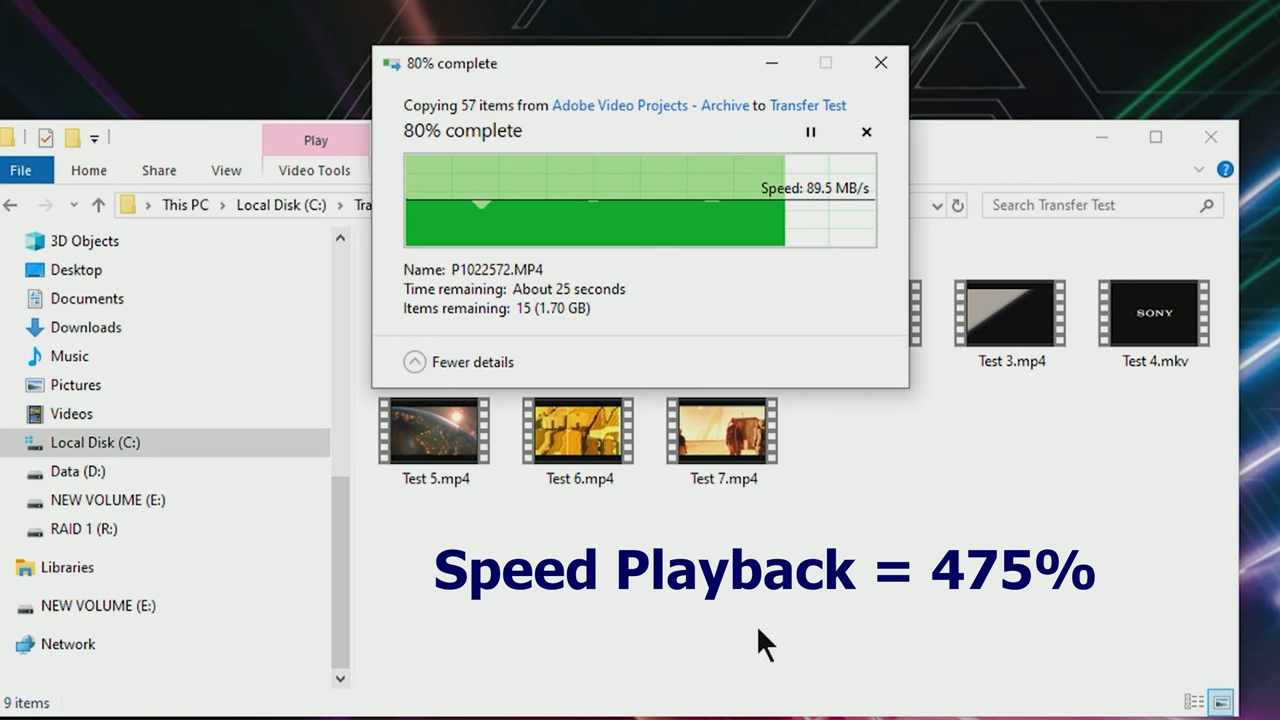 80% complete
Copying 57 items from Adobe Video Projects - Archive to Transfer Test
80% complete
Speed: 89.5 MB/s
Name: P1022572.MP4
Time remaining: About 25 seconds
Items remaining: 15 (1.70 GB)
Fewer details
Play
File Home Share View Video Tools
This PC Local Disk (C:) Tra
Search Transfer Test
3D Objects
Desktop
Documents
Downloads
Music
Pictures
Videos
Local Disk (C:)
Data (D:)
NEW VOLUME (E:)
RAID 1 (R:)
Libraries
NEW VOLUME (E:)
Network
SONY
Test 3.mp4 Test 4.mkv
Test 5.mp4 Test 6.mp4 Test 7.mp4
Speed Playback = 475%
9 items